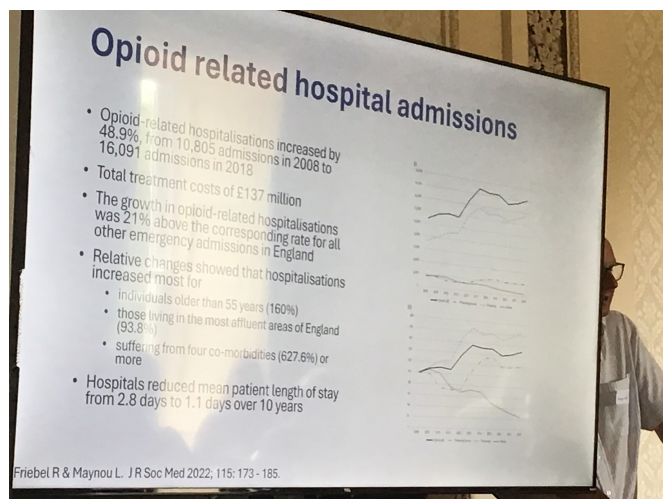 Opioid related hospital admissions
• Opioid-related hospitalisations increased by
48.9%, from 10,805 admissions in 2008 to
16,091 admissions in 2018
• Total treatment costs of £137 million
• The growth in opioid-related hospitalisations
was 21% above the corresponding rate for all
other emergency admissions in England
• Relative changes showed that hospitalisations
increased most for
• individuals older than 55 years (160%)
• those living in the most affluent areas of England
(93.8%)
• suffering from four co-morbidities (627.6%) or
more
• Hospitals reduced mean patient length of stay
from 2.8 days to 1.1 days over 10 years
Friebel R & Maynou L. J R Soc Med 2022; 115: 173 - 185.